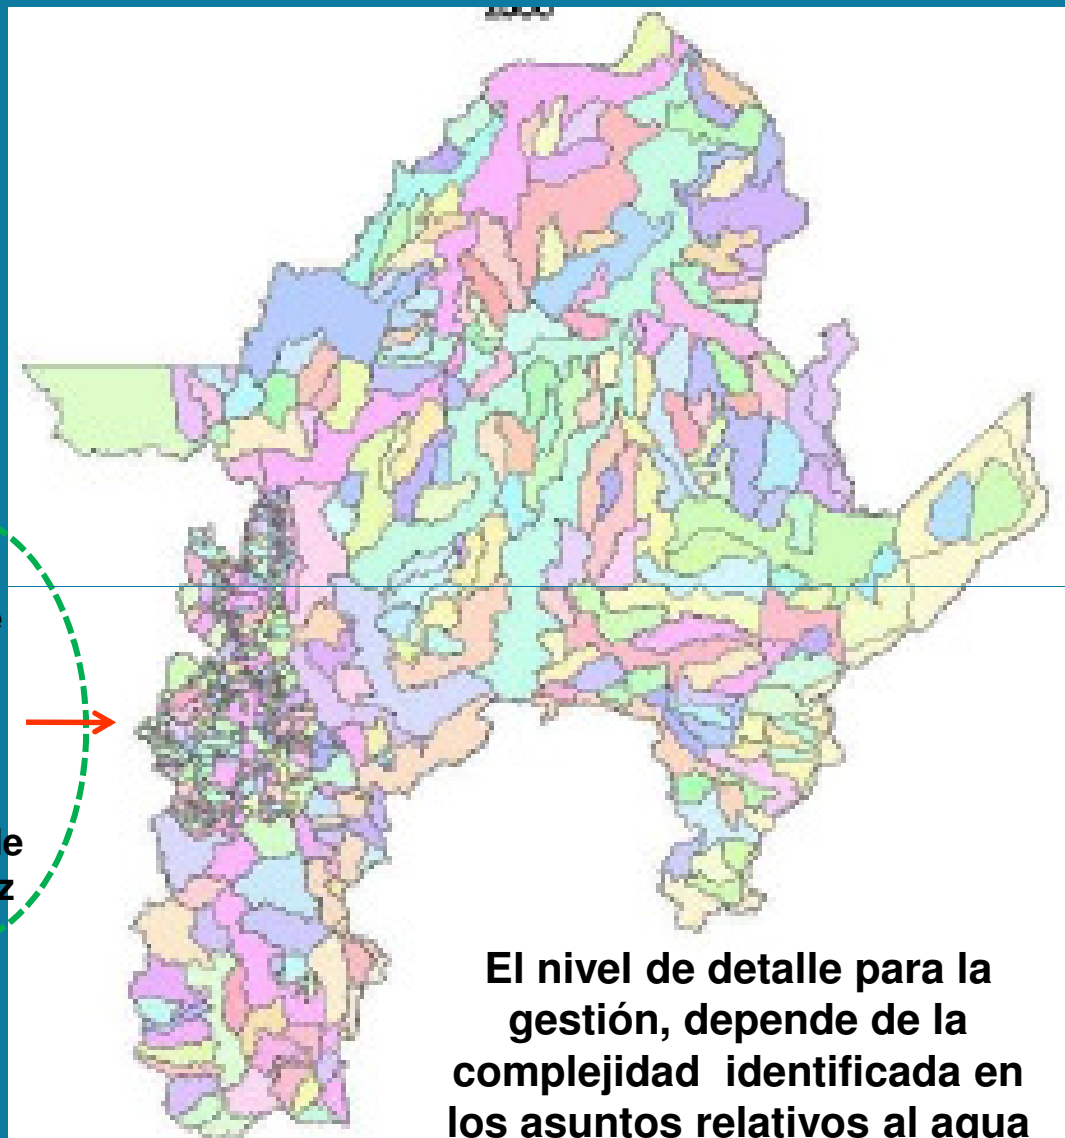 El nivel de detalle para la
gestión, depende de la
complejidad identificada en
los asuntos relativos al agua